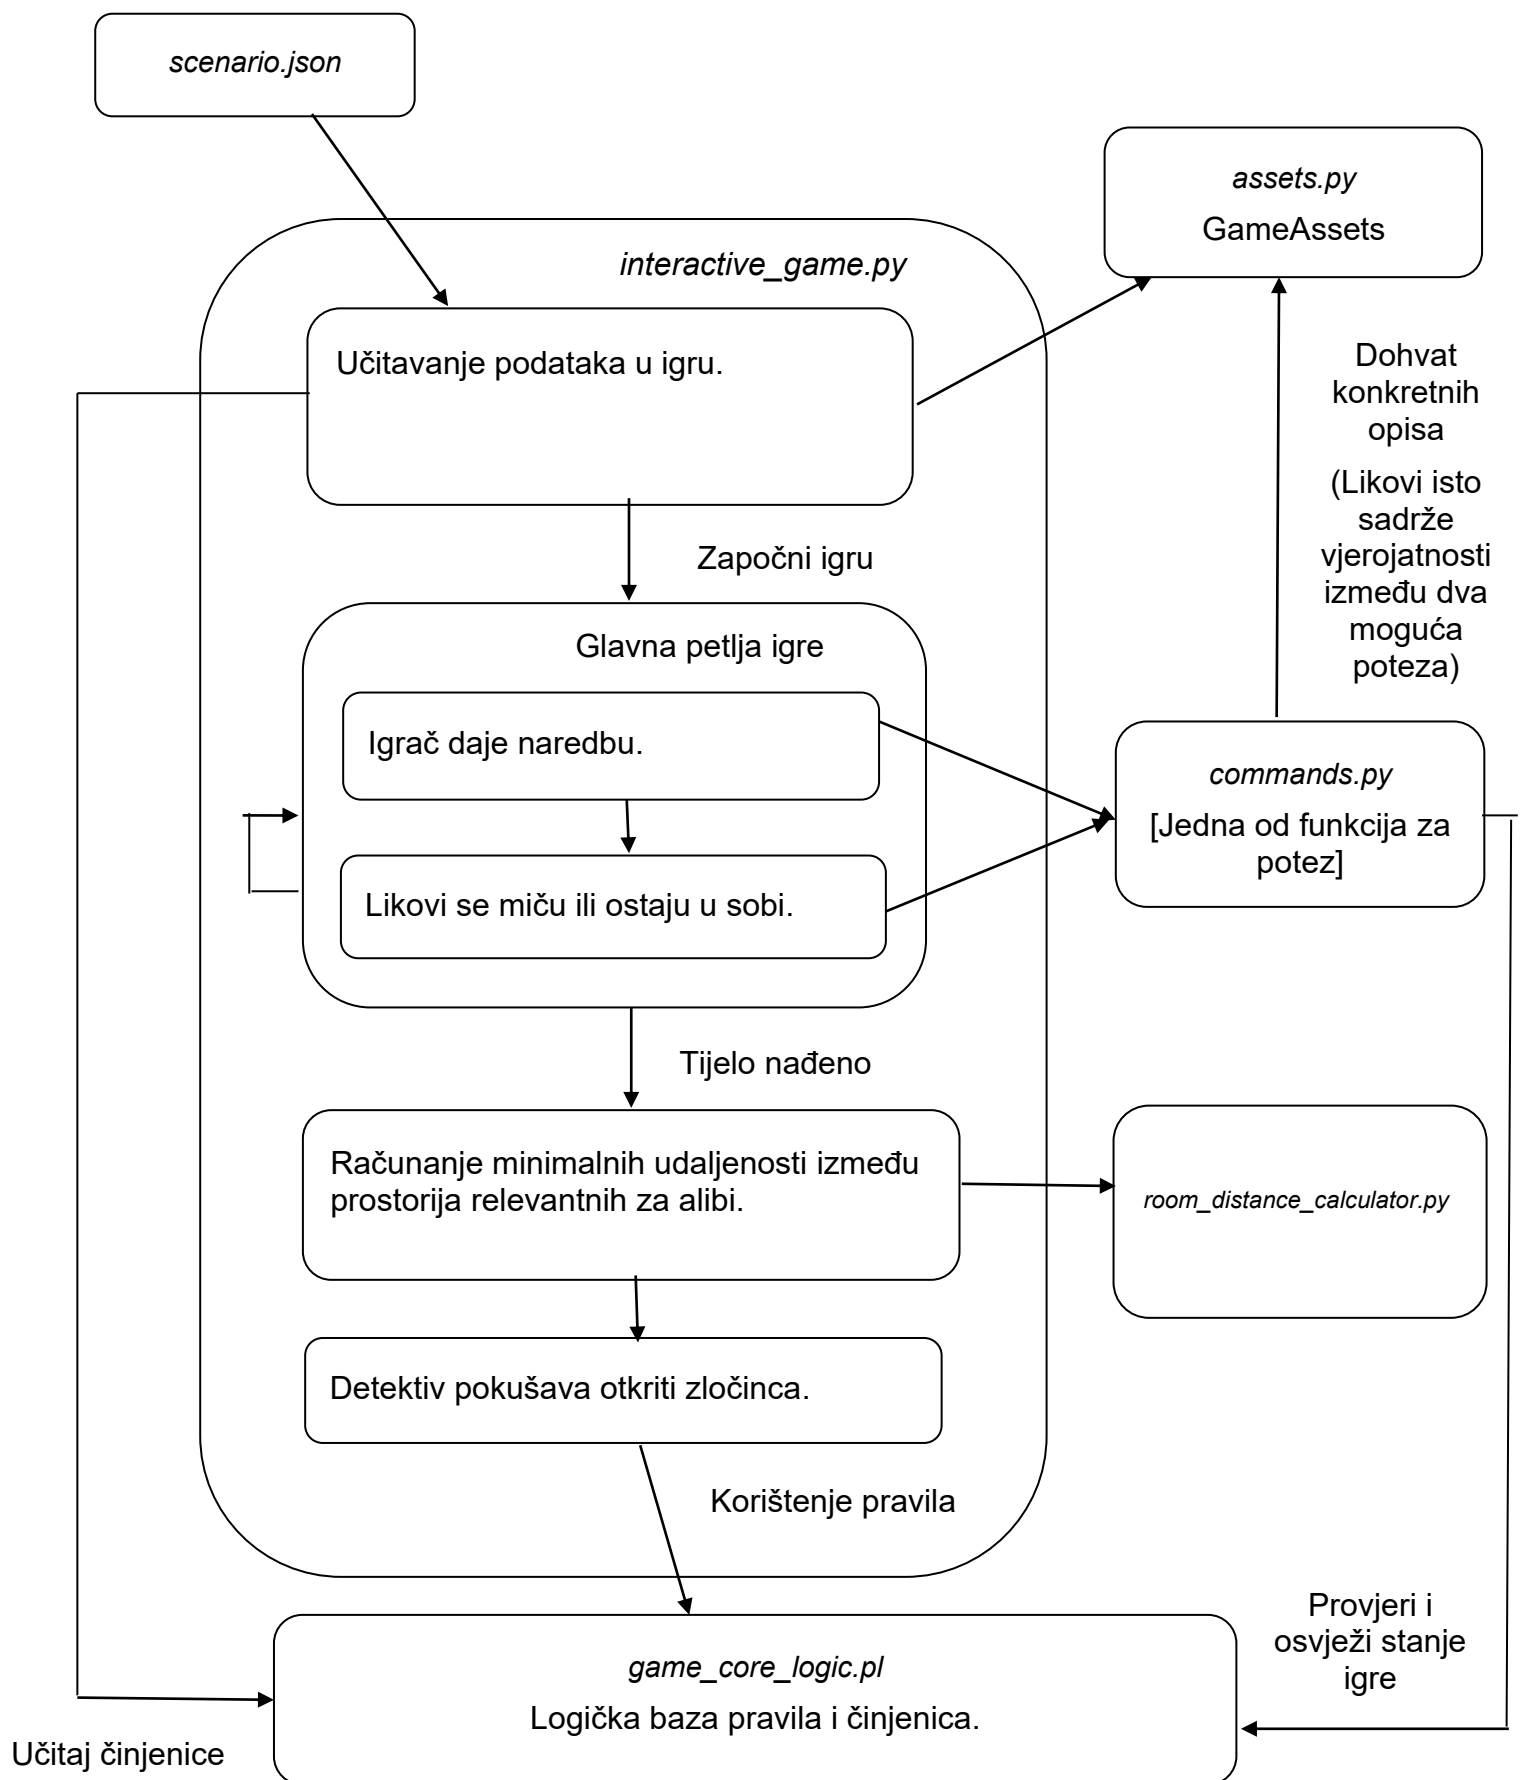 scenario.json
assets.py
GameAssets
interactive_game.py
Učitavanje podataka u igru.
Dohvat
konkretnih
opisa
(Likovi isto
sadrže
vjerojatnosti
između dva
moguća
poteza)
Započni igru
Glavna petlja igre
Igrač daje naredbu.
commands.py
[Jedna od funkcija za
potez]
Likovi se miču ili ostaju u sobi.
Tijelo nađeno
Računanje minimalnih udaljenosti između
prostorija relevantnih za alibi.
room_distance_calculator.py
Detektiv pokušava otkriti zločinca.
Korištenje pravila
Provjeri i
osvježi stanje
igre
game_core_logic.pl
Logička baza pravila i činjenica.
Učitaj činjenice